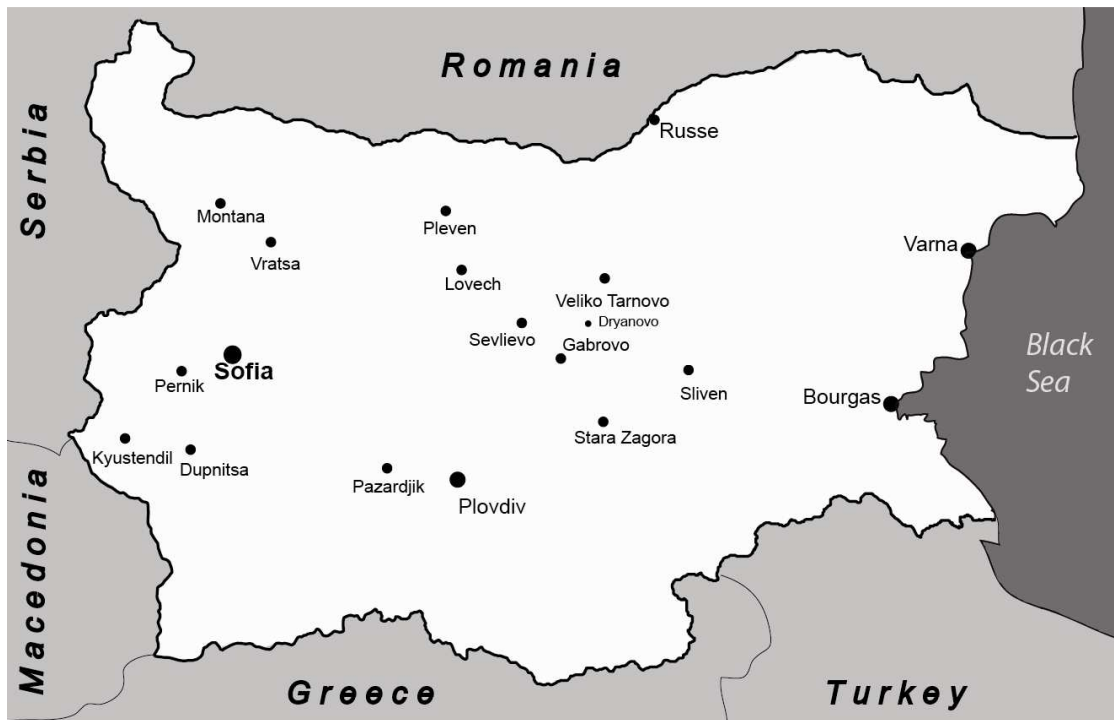 Romania
Serbia
Russe
Montana
Pleven
Vratsa
Varna
Lovech
Veliko Tarnovo
Dryanovo
Sevlievo
Gabrovo
Black
Sea
Sofia
Pernik
Sliven
Bourgas
Stara Zagora
Kyustendil
Dupnitsa
Pazardjik
Plovdiv
Macedonia
Greece
Turkey